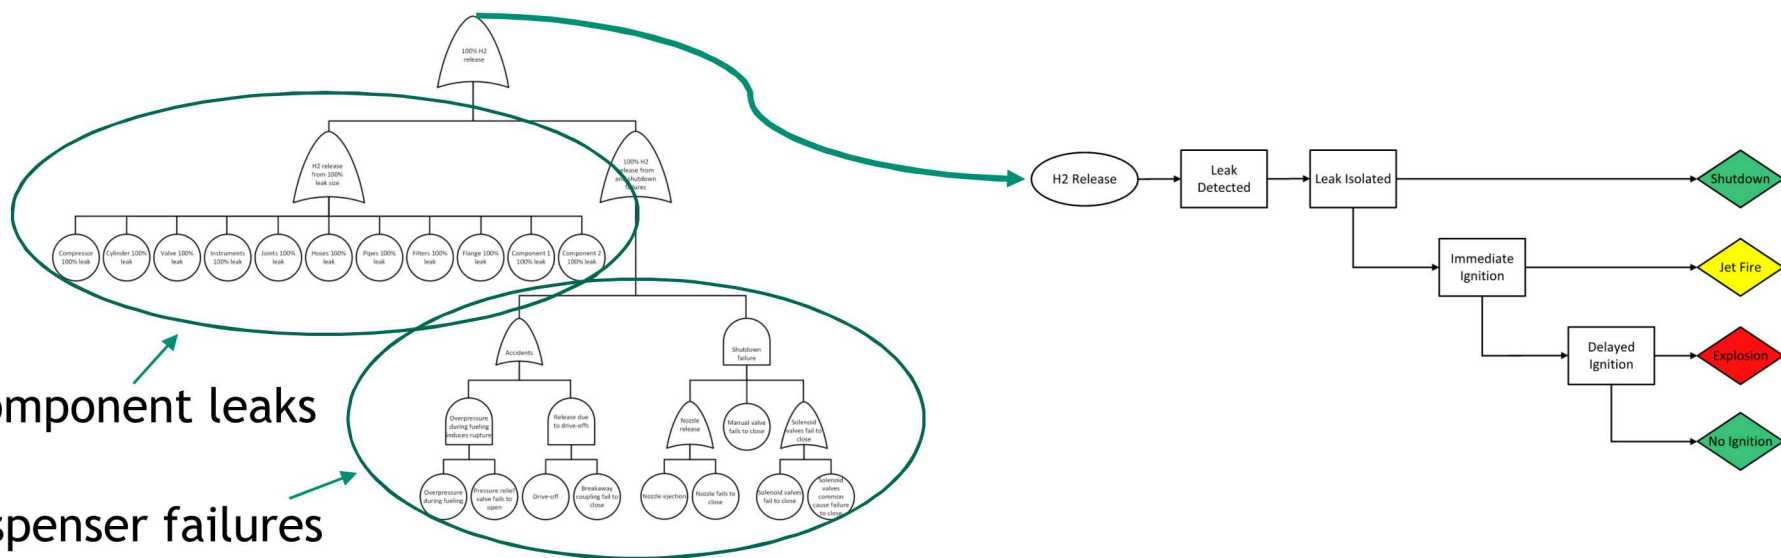 100% H2
release
H2 release
from 100%
leak size
100% H2
release from
and shutdown
failures
Compressor
100% leak
Cylinder 100%
leak
Valve 100%
leak
Instruments
100% leak
Joints 100%
leak
Hoses 100%
leak
Pipes 100%
leak
Filters 100%
leak
Flange 100%
leak
Component 1
100% leak
Component 2
100% leak
Accidents
Shutdown
failure
Overpressure
during fueling
induces rupture
Release due
to drive-offs
Nozzle
release
Manual valve
fails to close
Solenoid
valves fail to
close
Overpressure
during fueling
Pressure relief
valve fails to
open
Drive-off
Breakaway
coupling fail to
close
Nozzle ejection
Nozzle fails to
close
Solenoid valves
fail to close
Solenoid
valves
common
cause failure
to close
omponent leaks
spenser failures
H2 Release
Leak
Detected
Leak Isolated
Shutdown
Immediate
Ignition
Jet Fire
Delayed
Ignition
Explosion
No Ignition